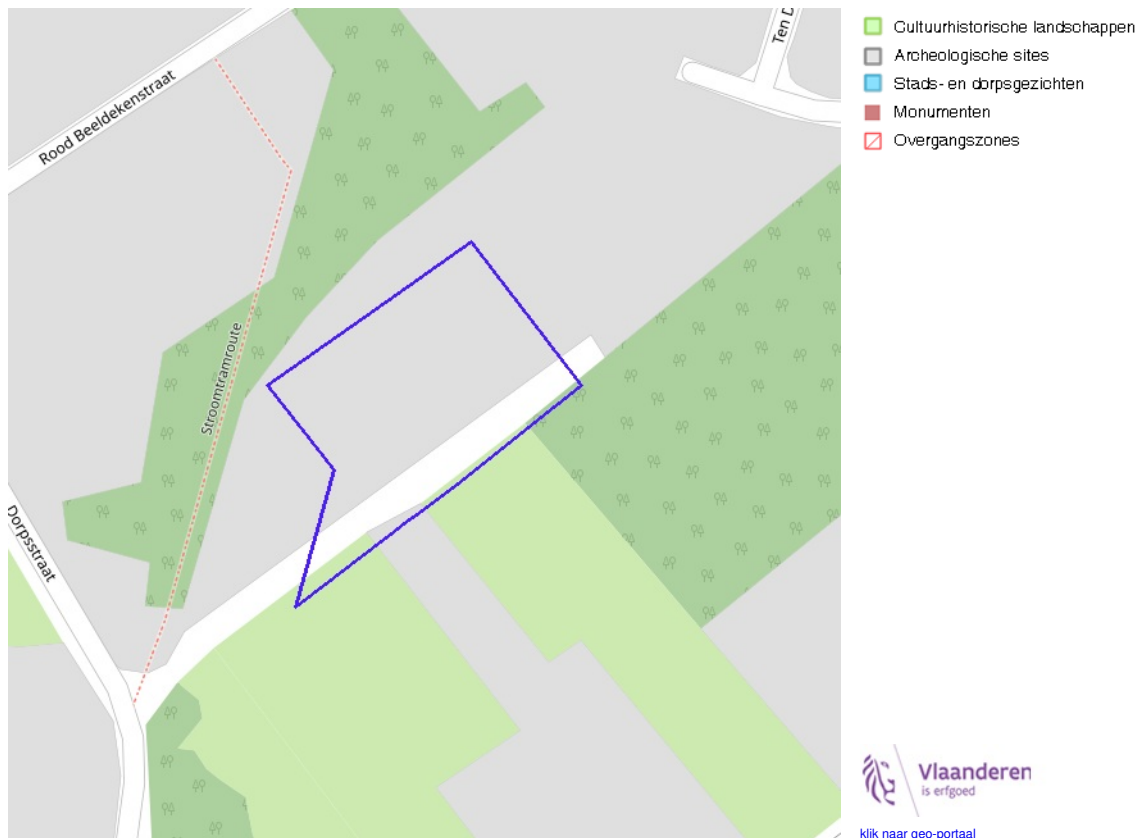 Rood Beeldekenstraat
Ten D
Stroomtramroute
Dorpsstraat
Cultuurhistorische landschappen
Archeologische sites
Stads- en dorpsgezichten
Monumenten
Overgangszones
Vlaanderen
is erfgoed
klik naar geo-portaal